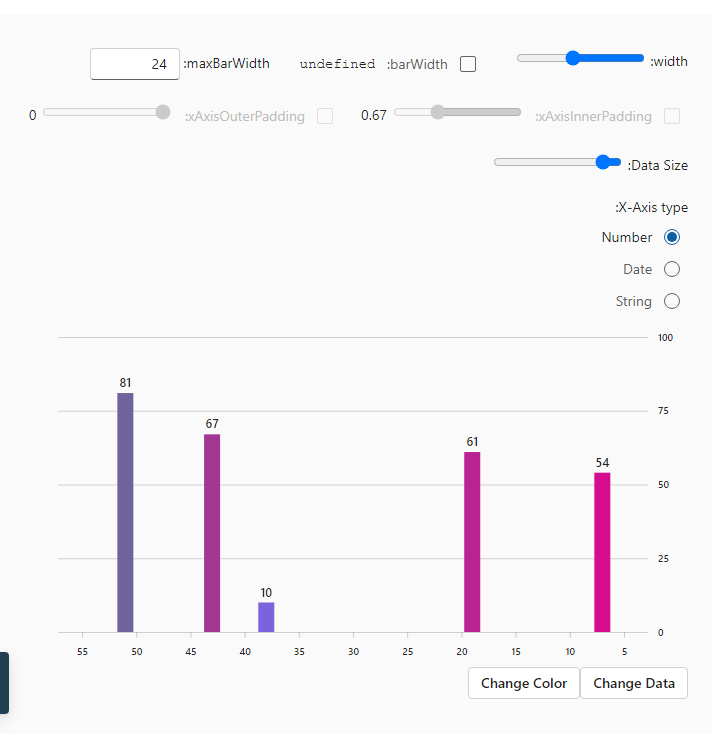 :width
:barWidth undefined
:maxBarWidth 24
:xAxisInnerPadding 0.67
:xAxisOuterPadding 0
:Data Size
:X-Axis type
Number
Date
String
100
81
75
67
61
54
50
25
10
0
55 50 45 40 35 30 25 20 15 10 5
Change Color Change Data